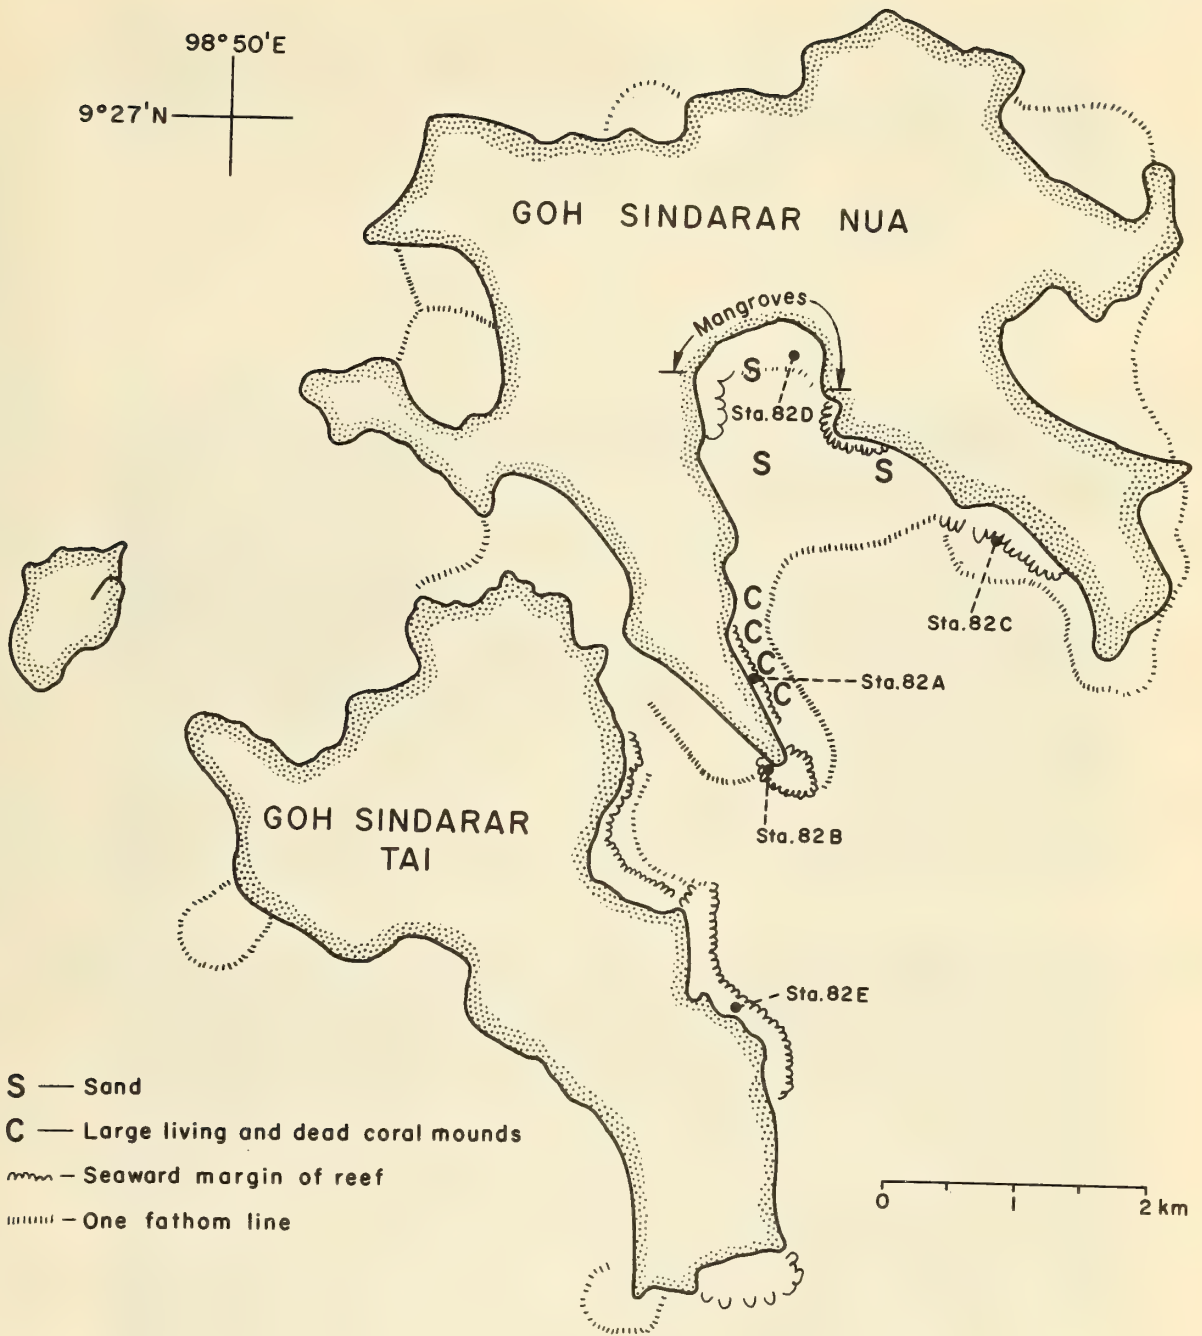 98°50'E
9°27'N
GOH SINDARAR NUA
Mangroves
S
Sta.82D
S
S
Sta.82C
C
C
C
C
Sta.82A
Sta.82B
GOH SINDARAR
TAI
Sta.82E
S — Sand
C — Large living and dead coral mounds
– Seaward margin of reef
– One fathom line
0 1 2 km